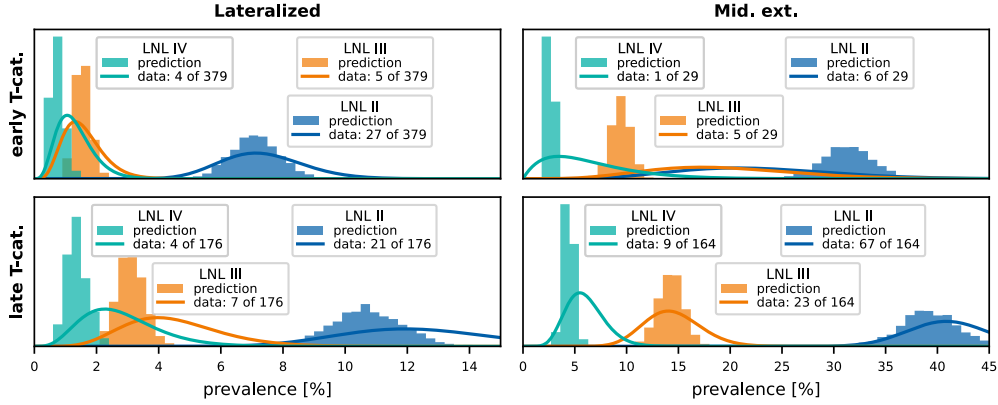 Lateralized
Mid. ext.
early T-cat.
LNL IV
prediction
data: 4 of 379
LNL III
prediction
data: 5 of 379
LNL II
prediction
data: 27 of 379
LNL IV
prediction
data: 1 of 29
LNL II
prediction
data: 6 of 29
LNL III
prediction
data: 5 of 29
late T-cat.
LNL IV
prediction
data: 4 of 176
LNL II
prediction
data: 21 of 176
LNL III
prediction
data: 7 of 176
LNL IV
prediction
data: 9 of 164
LNL II
prediction
data: 67 of 164
LNL III
prediction
data: 23 of 164
0 2 4 6 8 10 12 14
0 5 10 15 20 25 30 35 40 45
prevalence [%]
prevalence [%]